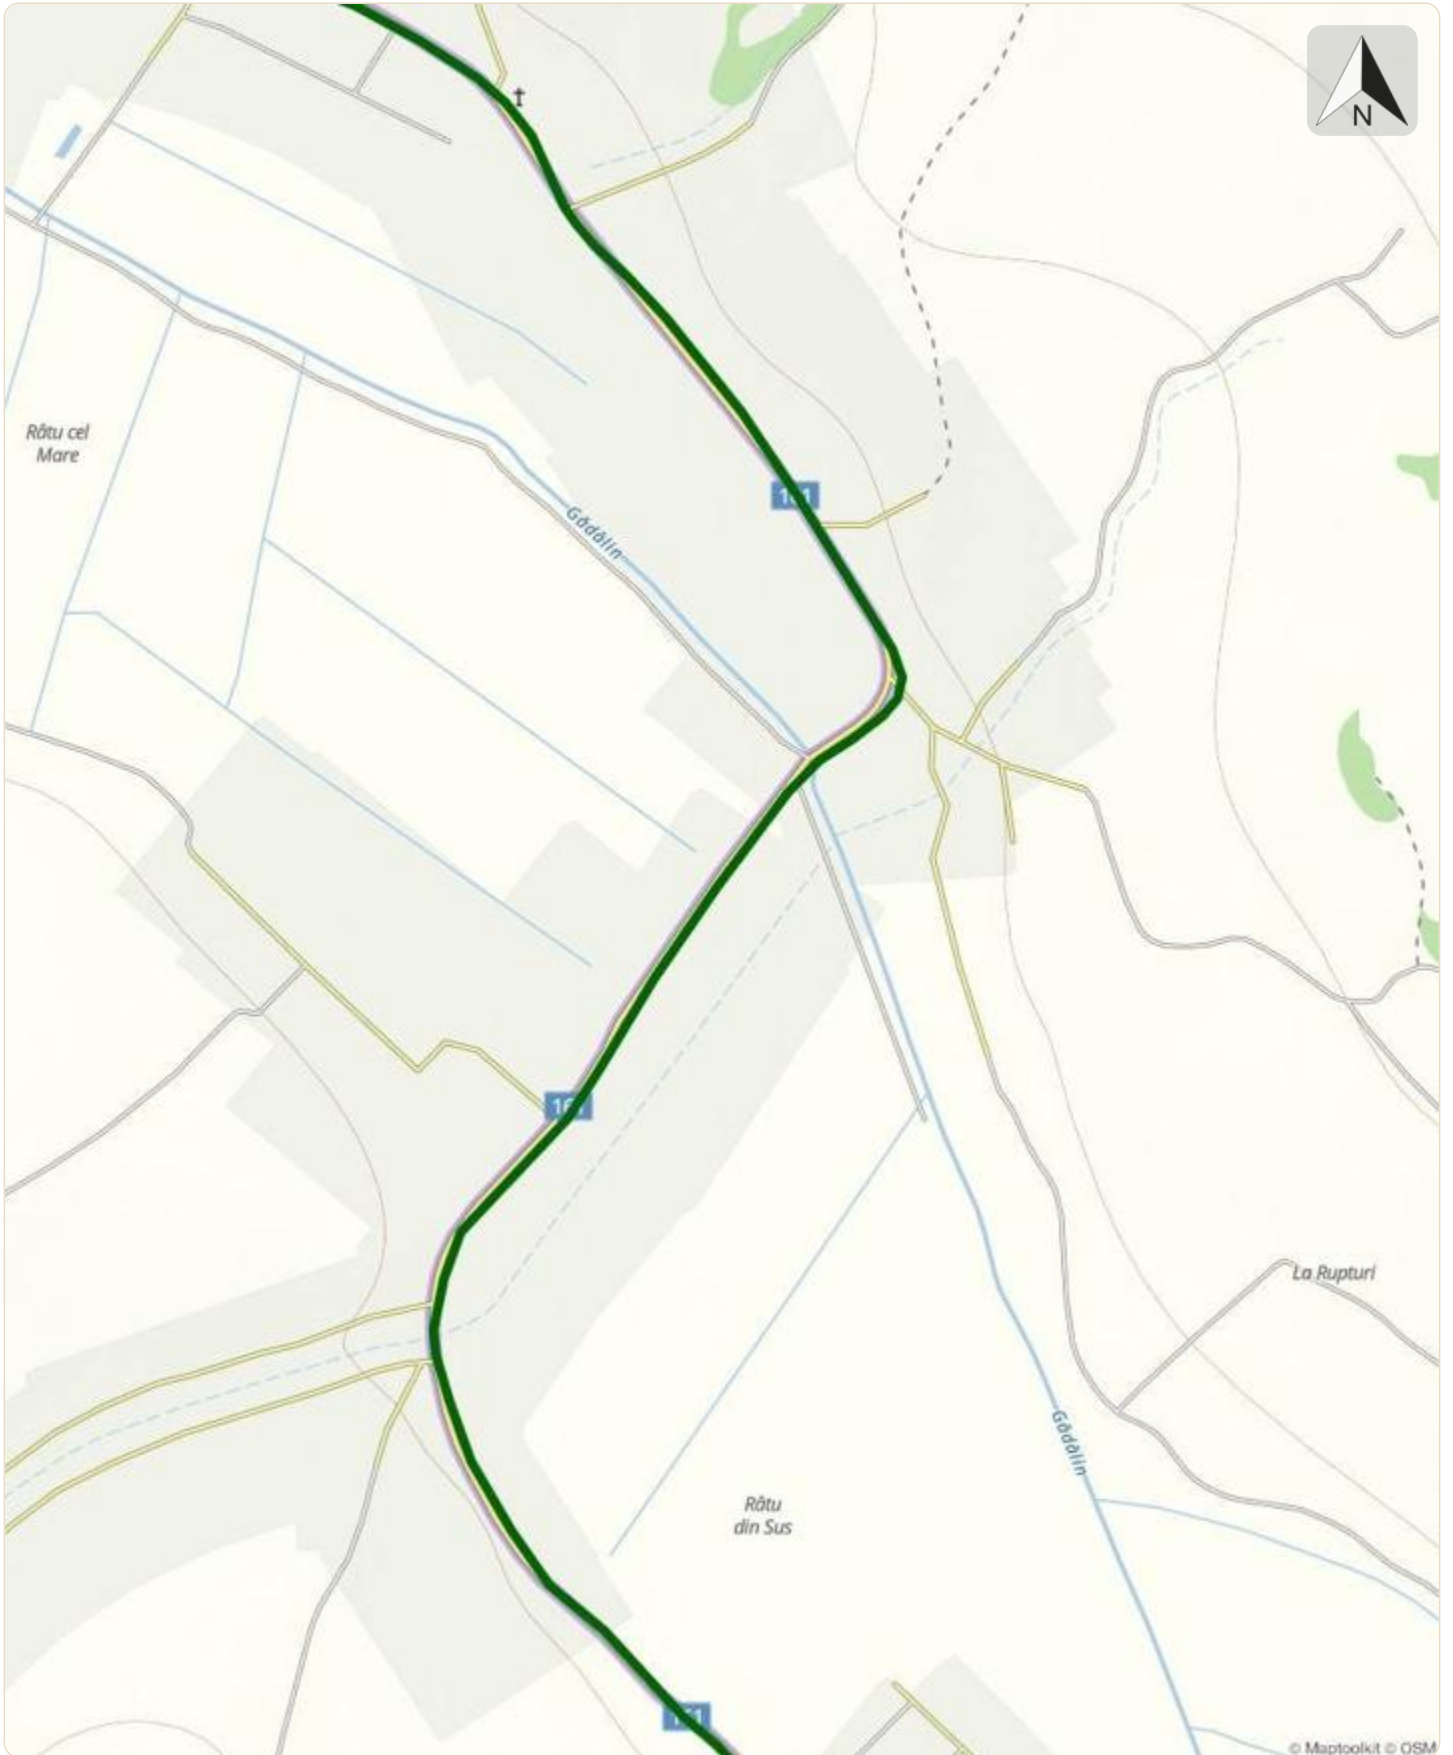 N
Râtu cel
Mare
Gădălin
La Rupturi
Gădălin
Râtu
din Sus
© Maptoolkit © OSM